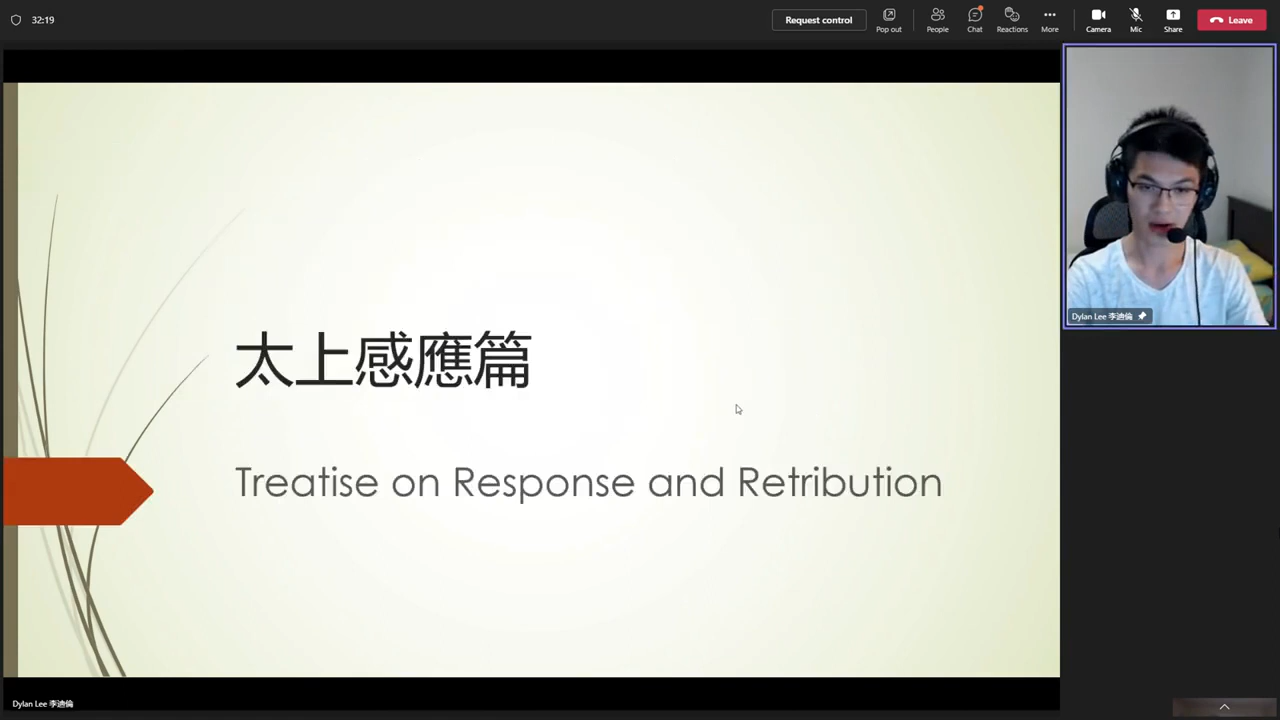 32:19
Request control
Pop out
People
Chat
Reactions
More
Camera
Mic
Share
Leave
太上感應篇
Treatise on Response and Retribution
Dylan Lee 李迪倫
Dylan Lee 李迪倫